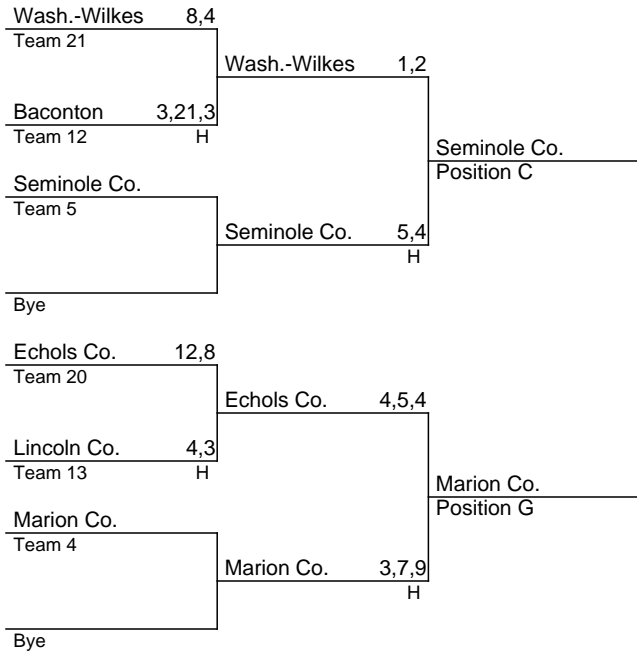 Wash.-Wilkes 8,4
Team 21
Wash.-Wilkes 1,2
Baconton 3,21,3
Team 12 H
Seminole Co.
Position C
Seminole Co.
Team 5
Seminole Co. 5,4
H
Bye
Echols Co. 12,8
Team 20
Echols Co. 4,5,4
Lincoln Co. 4,3
Team 13 H
Marion Co.
Position G
Marion Co.
Team 4
Marion Co. 3,7,9
H
Bye